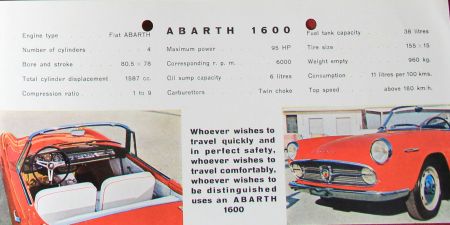 ABARTH 1600
Engine type . . Fiat ABARTH
Number of cylinders . . 4
Bore and stroke . . 80.5 × 78
Total cylinder displacement 1587 cc.
Compression ratio . . 1 to 9
Maximum power . . 95 HP
Corresponding r. p. m. . 6000
Oil sump capacity . . 6 litres
Carburettors . . Twin choke
Fuel tank capacity . . 38 litres
Tire size . . 155 × 15
Weight empty . . 960 kg.
Consumption . 11 litres per 100 kms.
Top speed . . above 180 km.h.
Whoever wishes to
travel quickly and
in perfect safety,
whoever wishes to
travel comfortably,
whoever wishes to
be distinguished
uses an ABARTH
1600